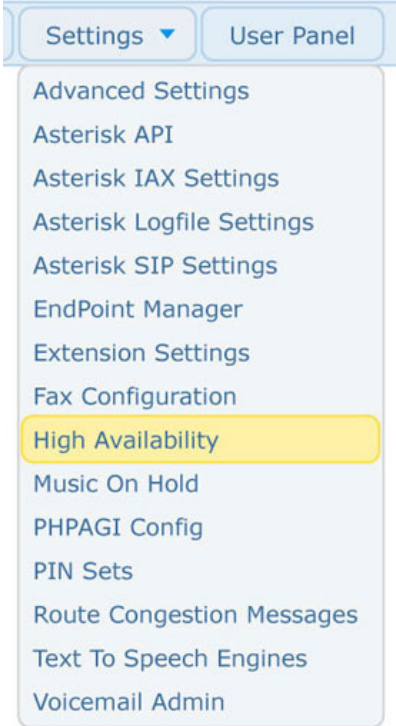 Settings User Panel
Advanced Settings
Asterisk API
Asterisk IAX Settings
Asterisk Logfile Settings
Asterisk SIP Settings
EndPoint Manager
Extension Settings
Fax Configuration
High Availability
Music On Hold
PHPAGI Config
PIN Sets
Route Congestion Messages
Text To Speech Engines
Voicemail Admin